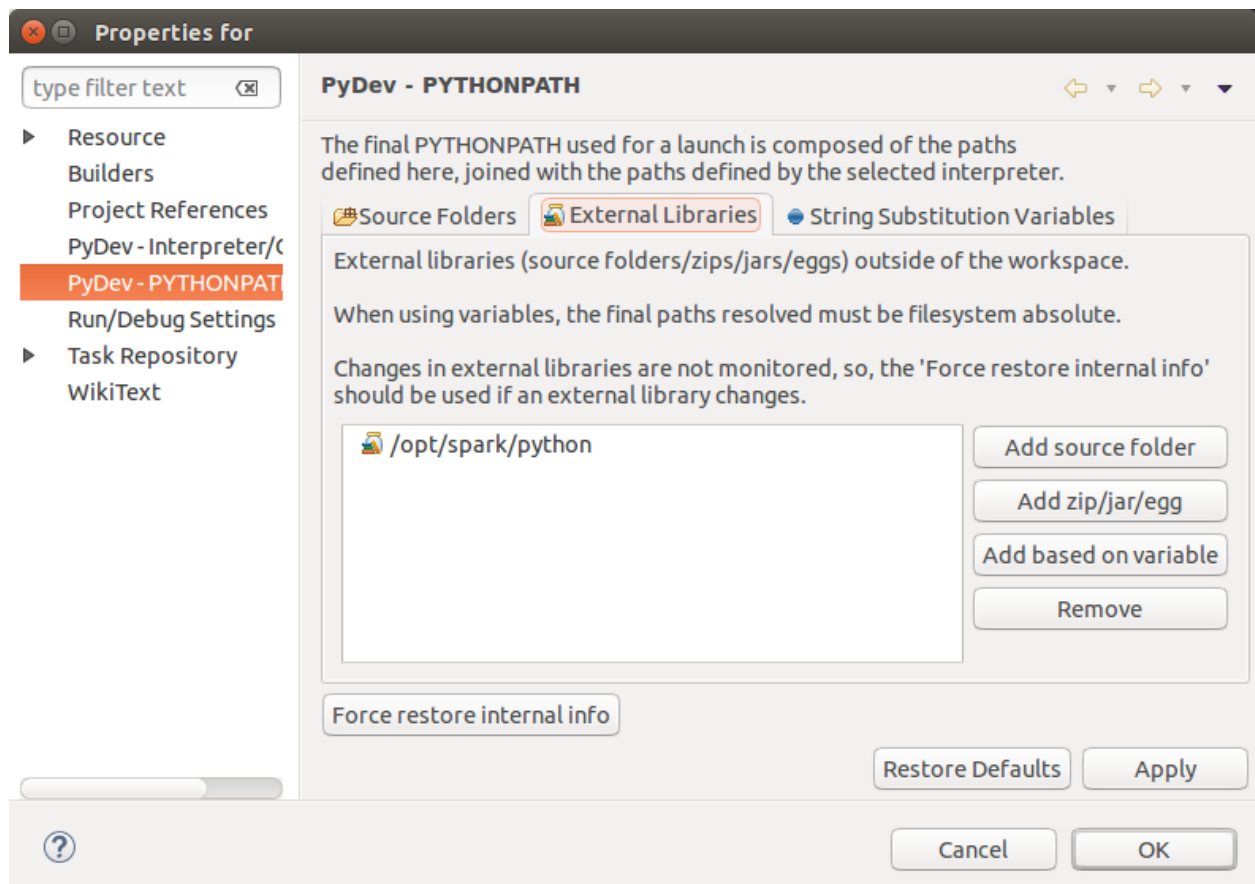 Properties for
type filter text
Resource
Builders
Project References
PyDev - Interpreter/
PyDev - PYTHONPAT
Run/Debug Settings
Task Repository
WikiText
PyDev - PYTHONPATH
The final PYTHONPATH used for a launch is composed of the paths
defined here, joined with the paths defined by the selected interpreter.
Source Folders
External Libraries
String Substitution Variables
External libraries (source folders/zips/jars/eggs) outside of the workspace.
When using variables, the final paths resolved must be filesystem absolute.
Changes in external libraries are not monitored, so, the 'Force restore internal info'
should be used if an external library changes.
/opt/spark/python
Add source folder
Add zip/jar/egg
Add based on variable
Remove
Force restore internal info
Restore Defaults
Apply
?
Cancel
OK